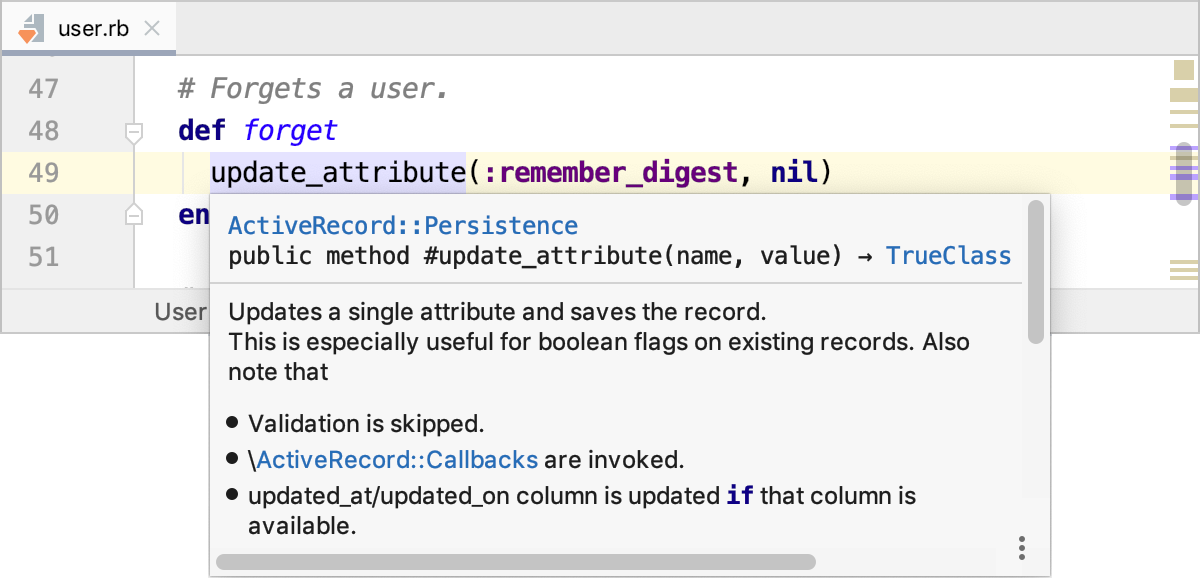 user.rb
47 # Forgets a user.
48 def forget
49 update_attribute(:remember_digest, nil)
50 en
51
#
User
ActiveRecord::Persistence
public method #update_attribute(name, value) → TrueClass
Updates a single attribute and saves the record.
This is especially useful for boolean flags on existing records. Also
note that
● Validation is skipped.
● \ActiveRecord::Callbacks are invoked.
● updated_at/updated_on column is updated if that column is
available.